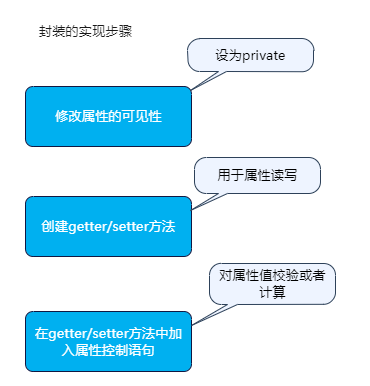 封装的实现步骤
设为private
修改属性的可见性
用于属性读写
创建getter/setter方法
对属性值校验或者
计算
在getter/setter方法中加
入属性控制语句